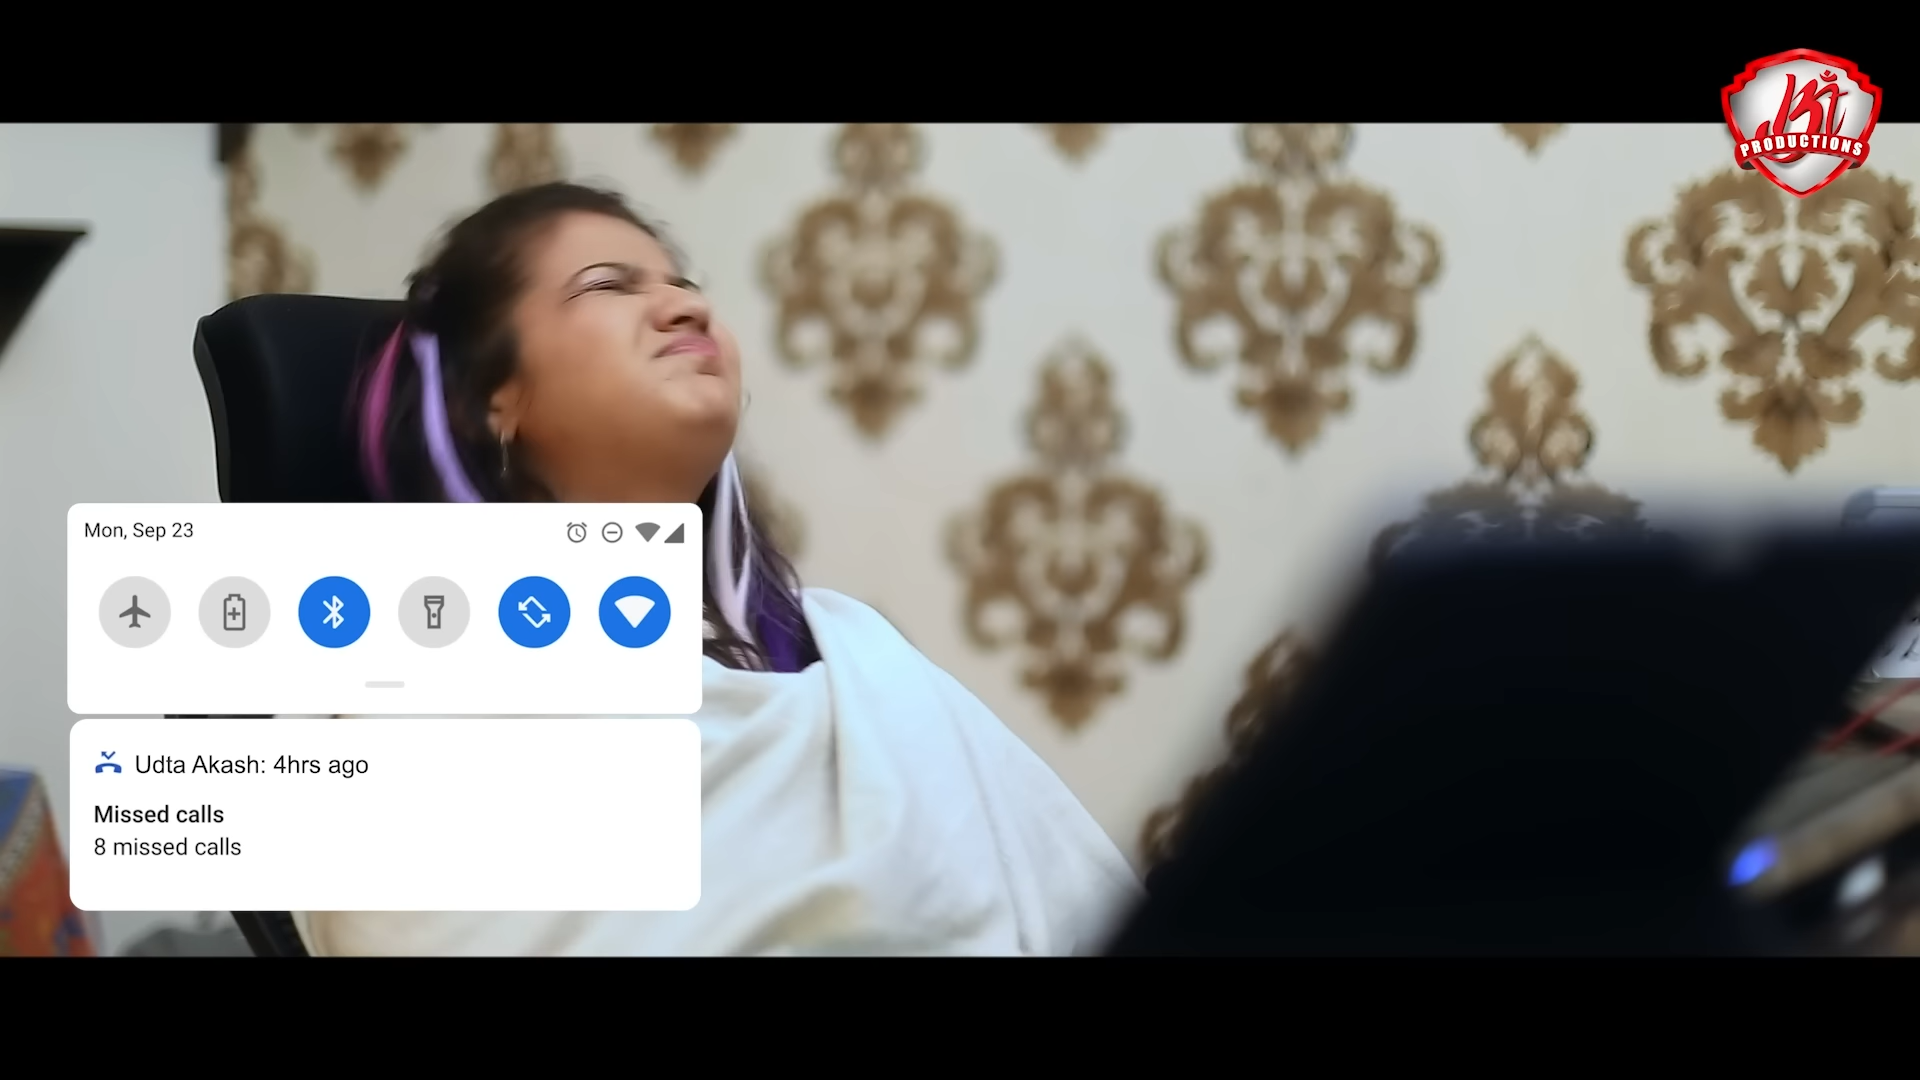 PRODUCTIONS
Mon, Sep 23
Udta Akash: 4hrs ago
Missed calls
8 missed calls